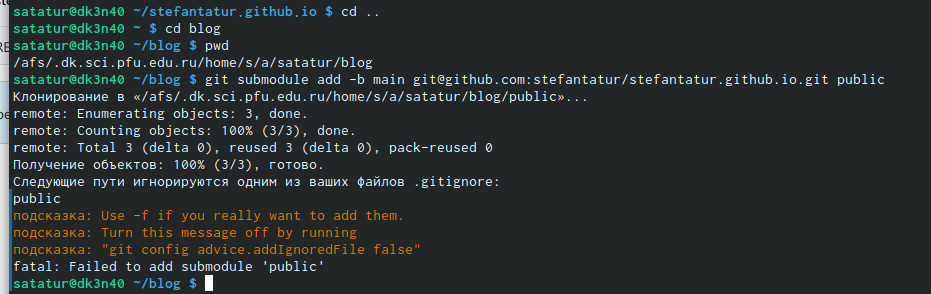 satatur@dk3n40 ~/stefantatur.github.io $ cd ..
satatur@dk3n40 ~ $ cd blog
satatur@dk3n40 ~/blog $ pwd
/afs/.dk.sci.pfu.edu.ru/home/s/a/satatur/blog
satatur@dk3n40 ~/blog $ git submodule add -b main git@github.com:stefantatur/stefantatur.github.io.git public
Клонирование в «/afs/.dk.sci.pfu.edu.ru/home/s/a/satatur/blog/public»...
remote: Enumerating objects: 3, done.
remote: Counting objects: 100% (3/3), done.
remote: Total 3 (delta 0), reused 3 (delta 0), pack-reused 0
Получение объектов: 100% (3/3), готово.
Следующие пути игнорируются одним из ваших файлов .gitignore:
public
подсказка: Use -f if you really want to add them.
подсказка: Turn this message off by running
подсказка: "git config advice.addIgnoredFile false"
fatal: Failed to add submodule 'public'
satatur@dk3n40 ~/blog $